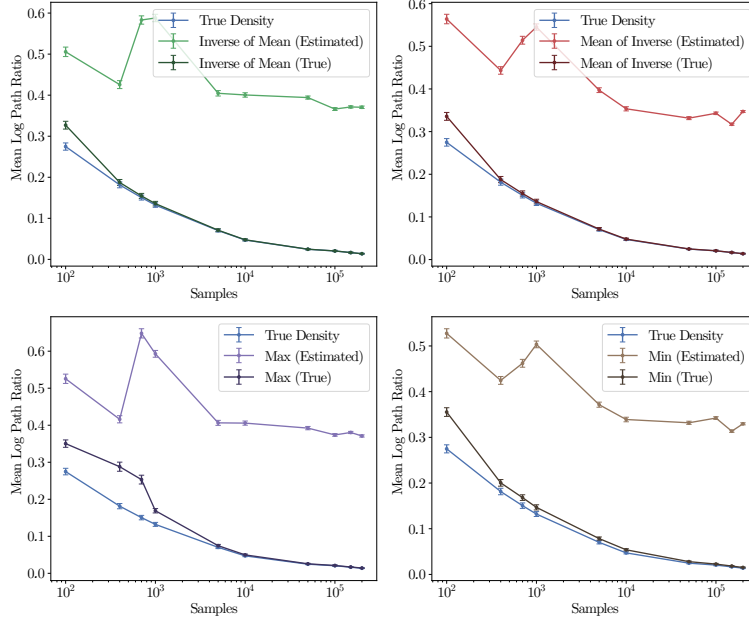 0.6
0.5
0.4
0.3
0.2
0.1
0.0
Mean Log Path Ratio
True Density
Inverse of Mean (Estimated)
Inverse of Mean (True)
10² 10³ 10⁴ 10⁵
Samples
0.6
0.5
0.4
0.3
0.2
0.1
0.0
Mean Log Path Ratio
True Density
Mean of Inverse (Estimated)
Mean of Inverse (True)
10² 10³ 10⁴ 10⁵
Samples
0.6
0.5
0.4
0.3
0.2
0.1
0.0
Mean Log Path Ratio
True Density
Max (Estimated)
Max (True)
10² 10³ 10⁴ 10⁵
Samples
0.5
0.4
0.3
0.2
0.1
0.0
Mean Log Path Ratio
True Density
Min (Estimated)
Min (True)
10² 10³ 10⁴ 10⁵
Samples